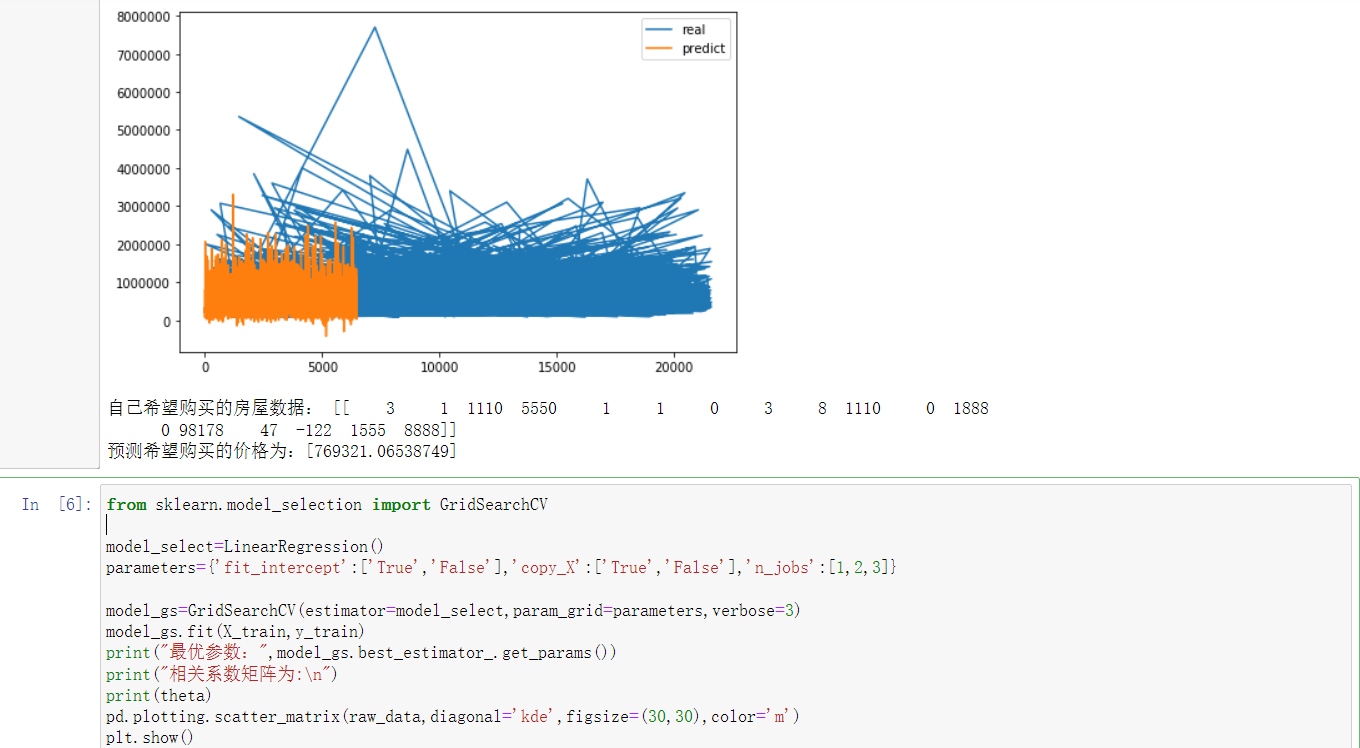 8000000
7000000
6000000
5000000
4000000
3000000
2000000
1000000
0
real
predict
0 5000 10000 15000 20000
自己希望购买的房屋数据: [[ 3 1 1110 5550 1 1 0 3 8 1110 0 1888
0 98178 47 -122 1555 8888]]
预测希望购买的价格为：[769321.06538749]
In [6]:
from sklearn.model_selection import GridSearchCV
model_select=LinearRegression()
parameters={'fit_intercept':['True','False'],'copy_X':['True','False'],'n_jobs':[1,2,3]}
model_gs=GridSearchCV(estimator=model_select,param_grid=parameters,verbose=3)
model_gs.fit(X_train,y_train)
print("最优参数：",model_gs.best_estimator_.get_params())
print("相关系数矩阵为:\n")
print(theta)
pd.plotting.scatter_matrix(raw_data,diagonal='kde',figsize=(30,30),color='m')
plt.show()